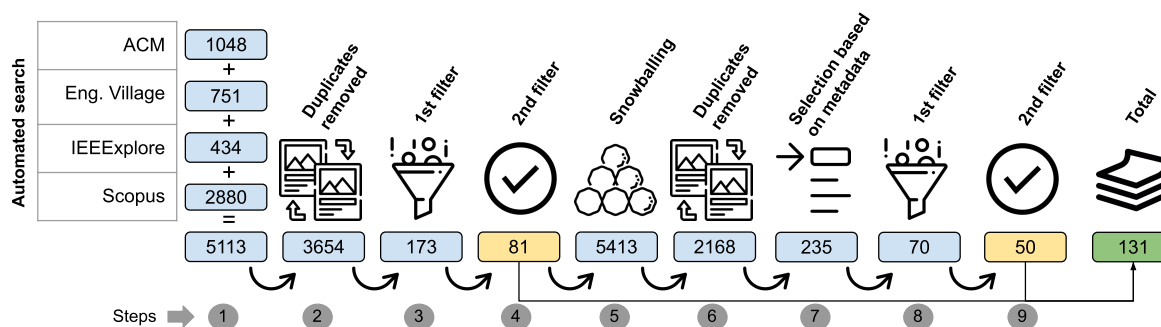 Automated search
ACM
1048
+
Eng. Village
751
+
IEEExplore
434
+
Scopus
2880
=
Duplicates
removed
1st filter
2nd filter
Snowballing
Duplicates
removed
Selection based
on metadata
1st filter
2nd filter
Total
5113
3654
173
81
5413
2168
235
70
50
131
Steps
1
2
3
4
5
6
7
8
9